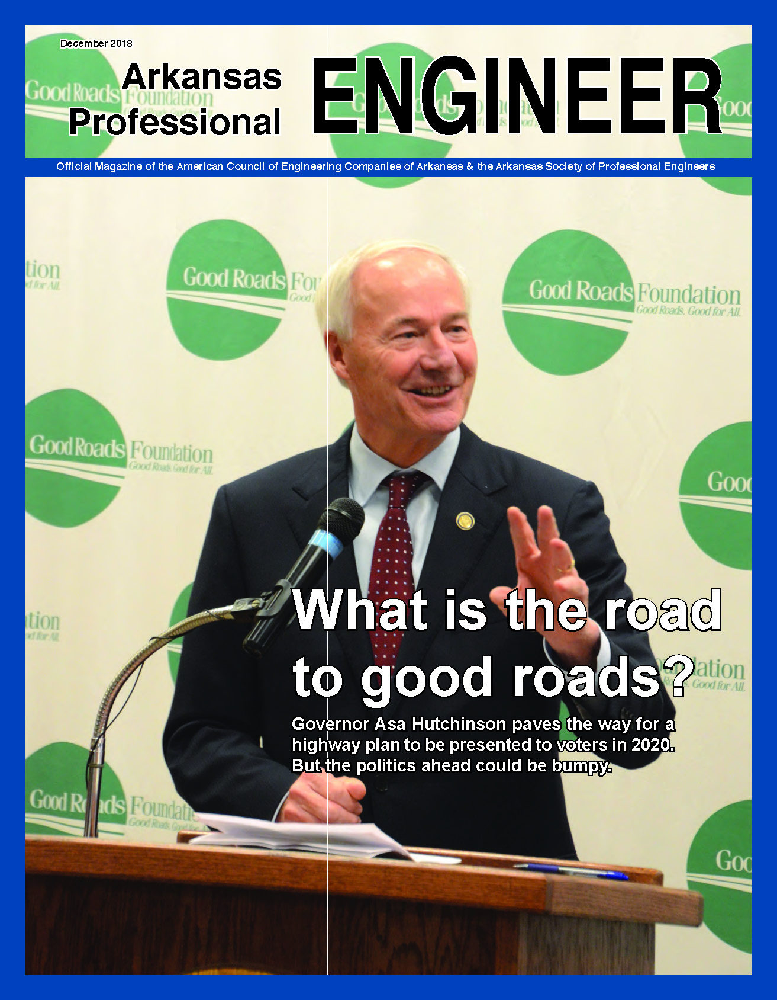 December 2018
Arkansas
Professional
ENGINEER
Official Magazine of the American Council of Engineering Companies of Arkansas & the Arkansas Society of Professional Engineers
Good Roads Foundation
Good Roads
Good Roads Foundation
Good Roads. Good for All.
Good Roads
Good Roads Foundation
Good Roads. Good for All.
What is the road
to good roads?
Governor Asa Hutchinson paves the way for a
highway plan to be presented to voters in 2020.
But the politics ahead could be bumpy.
Good for All.
Good Roads